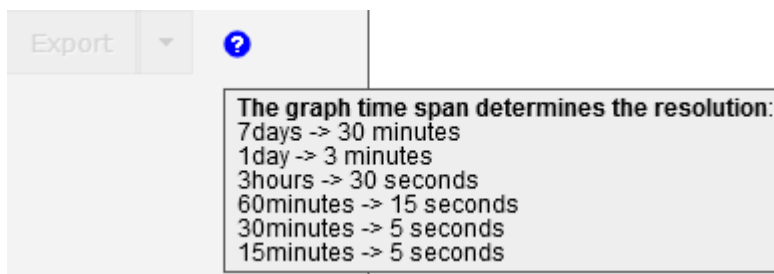 Export
The graph time span determines the resolution:
7days -> 30 minutes
1day -> 3 minutes
3hours -> 30 seconds
60minutes -> 15 seconds
30minutes -> 5 seconds
15minutes -> 5 seconds